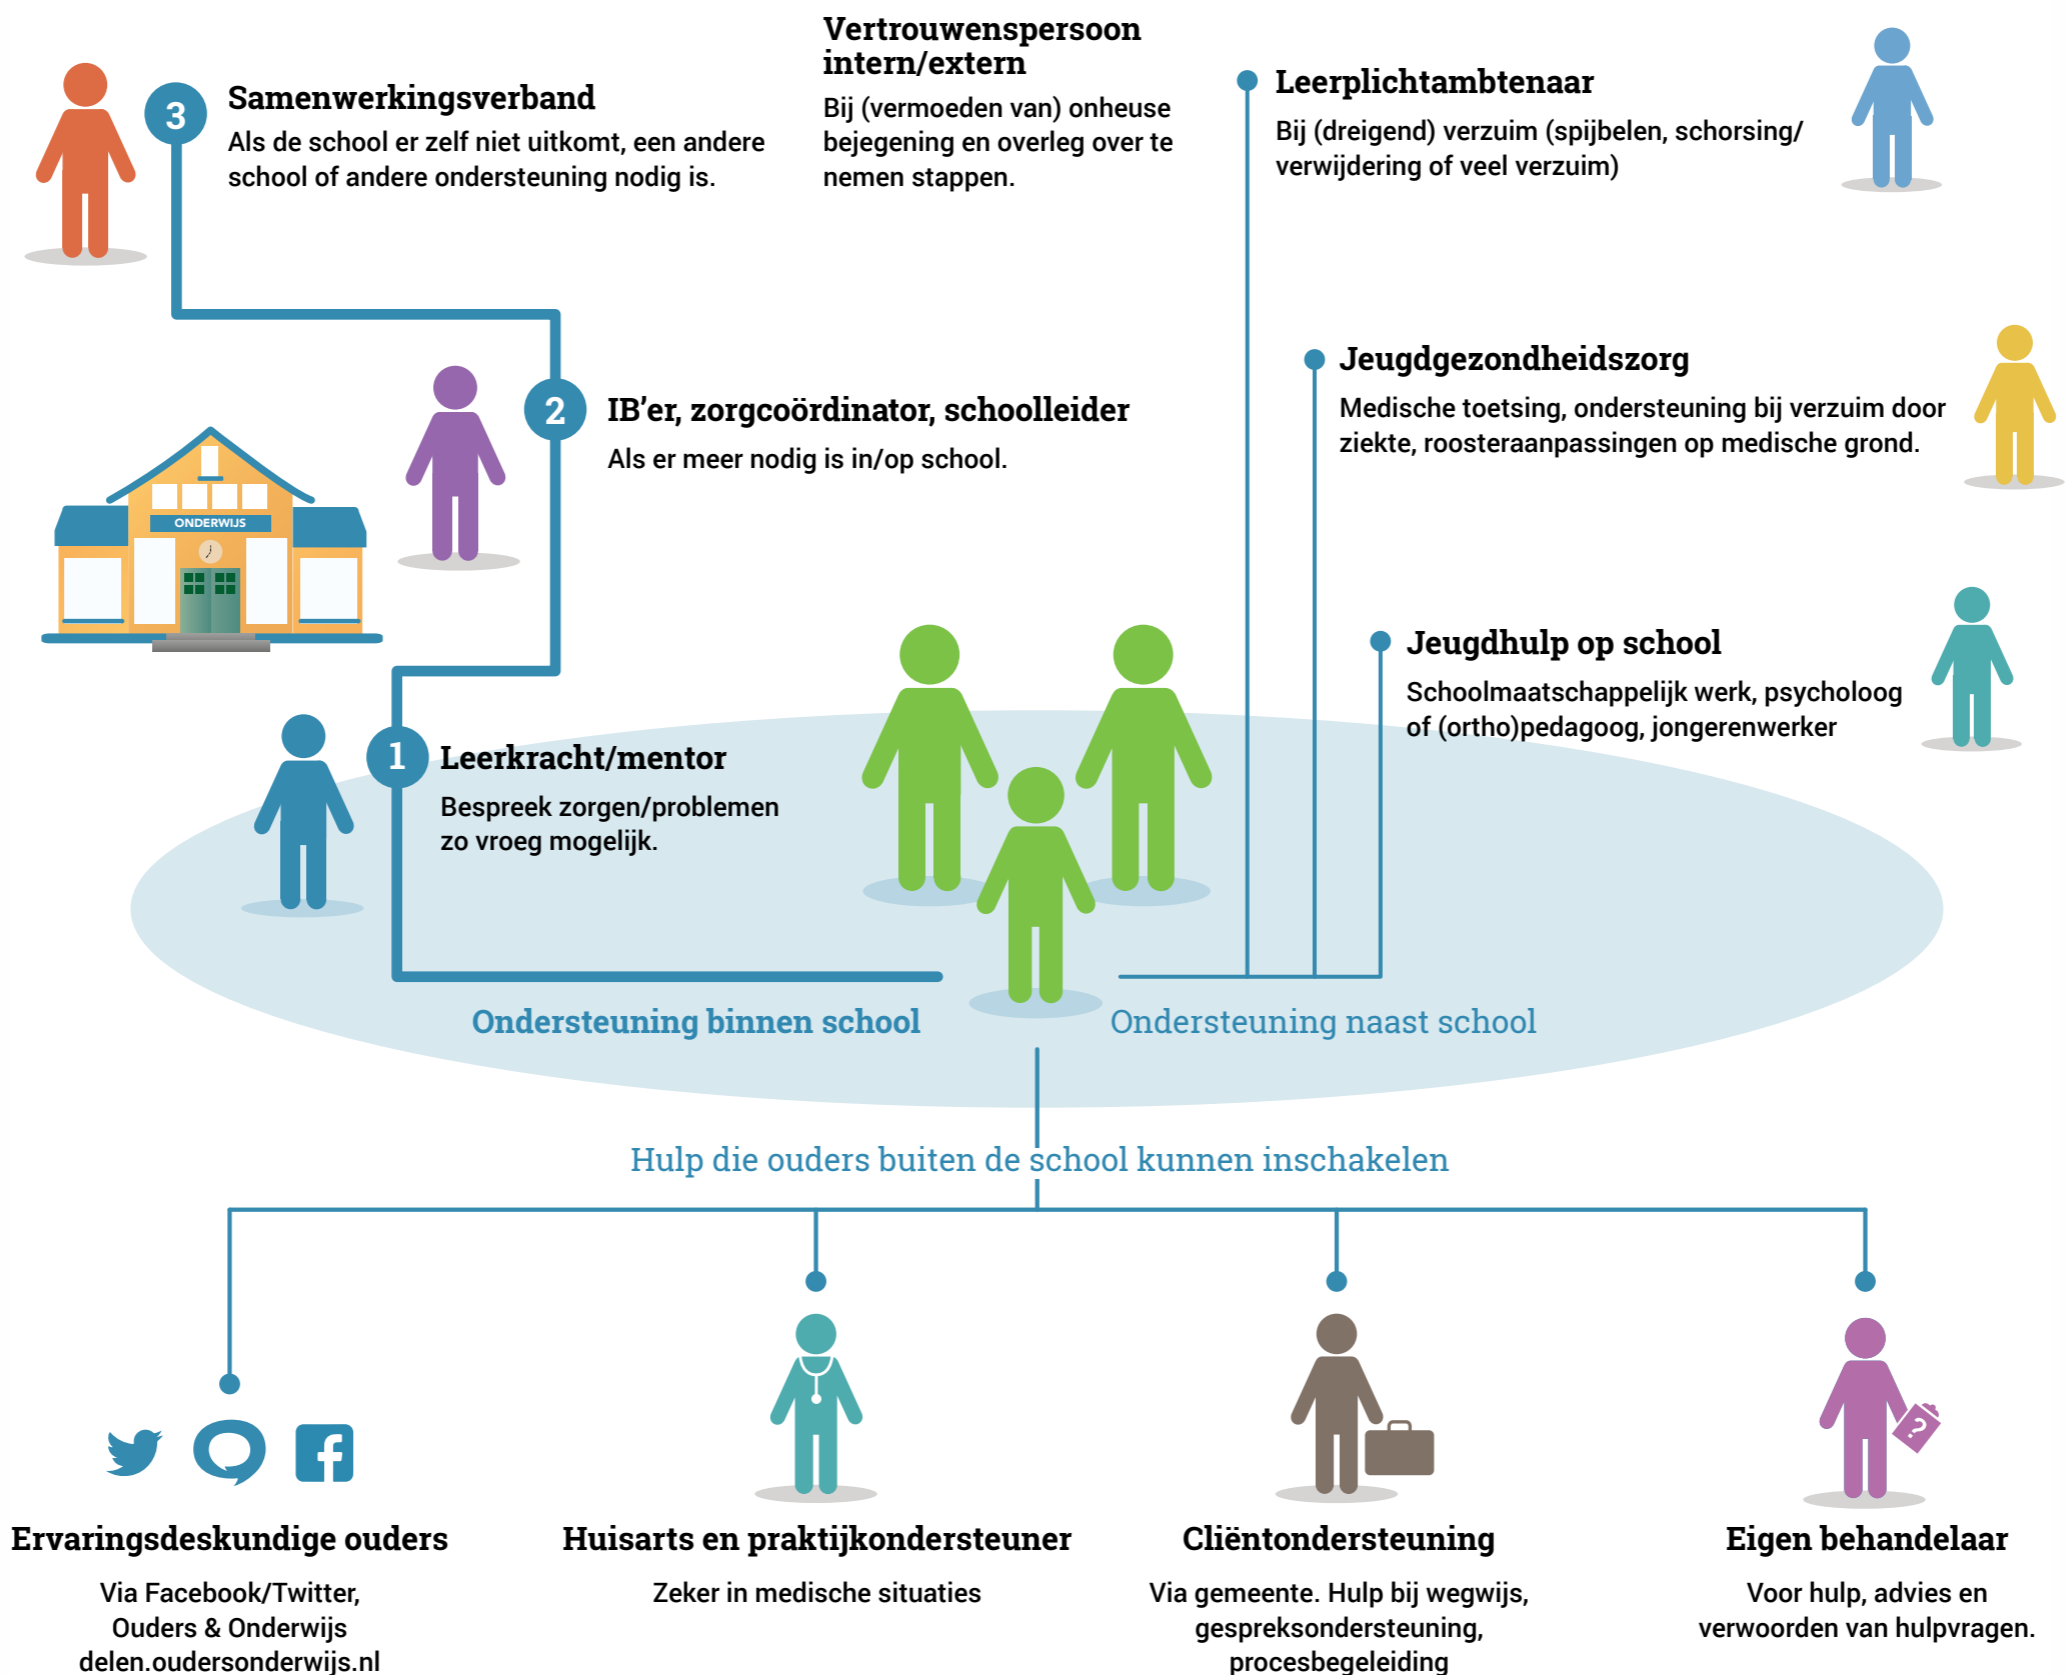 3
Samenwerkingsverband
Als de school er zelf niet uitkomt, een andere
school of andere ondersteuning nodig is.
Vertrouwenspersoon
intern/extern
Bij (vermoeden van) onheuse
bejegening en overleg over te
nemen stappen.
Leerplichtambtenaar
Bij (dreigend) verzuim (spijbelen, schorsing/
verwijdering of veel verzuim)
2
IB’er, zorgcoördinator, schoolleider
Als er meer nodig is in/op school.
Jeugdgezondheidszorg
Medische toetsing, ondersteuning bij verzuim door
ziekte, roosteraanpassingen op medische grond.
ONDERWIJS
Jeugdhulp op school
Schoolmaatschappelijk werk, psycholoog
of (ortho)pedagoog, jongerenwerker
1
Leerkracht/mentor
Bespreek zorgen/problemen
zo vroeg mogelijk.
Ondersteuning binnen school
Ondersteuning naast school
Hulp die ouders buiten de school kunnen inschakelen
?
Ervaringsdeskundige ouders
Via Facebook/Twitter,
Ouders & Onderwijs
delen.oudersonderwijs.nl
Huisarts en praktijkondersteuner
Zeker in medische situaties
Cliëntondersteuning
Via gemeente. Hulp bij wegwijs,
gespreksondersteuning,
procesbegeleiding
Eigen behandelaar
Voor hulp, advies en
verwoorden van hulpvragen.